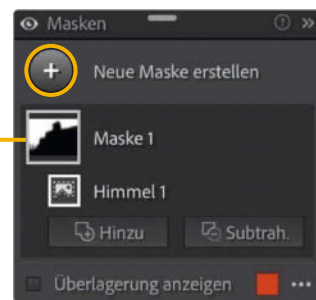 Masken
Neue Maske erstellen
Maske 1
Himmel 1
Hinzu
Subtrah.
Überlagerung anzeigen